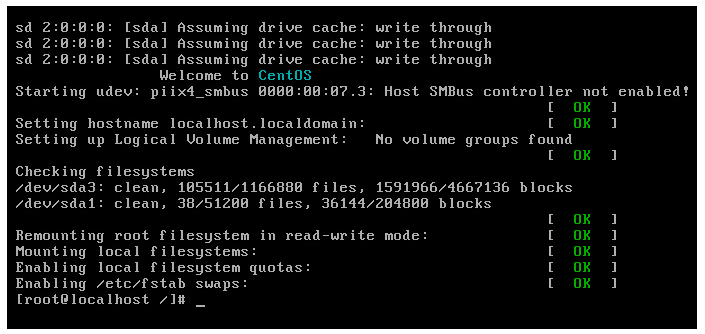 sd 2:0:0:0: [sda] Assuming drive cache: write through
sd 2:0:0:0: [sda] Assuming drive cache: write through
sd 2:0:0:0: [sda] Assuming drive cache: write through
Welcome to CentOS
Starting udev: piix4_smbus 0000:00:07.3: Host SMBus controller not enabled!
[  OK  ]
Setting hostname localhost.localdomain: [  OK  ]
Setting up Logical Volume Management:   No volume groups found
[  OK  ]
Checking filesystems
/dev/sda3: clean, 105511/1166880 files, 1591966/4667136 blocks
/dev/sda1: clean, 38/51200 files, 36144/204800 blocks
[  OK  ]
Remounting root filesystem in read-write mode: [  OK  ]
Mounting local filesystems: [  OK  ]
Enabling local filesystem quotas: [  OK  ]
Enabling /etc/fstab swaps: [  OK  ]
[root@localhost /]# _